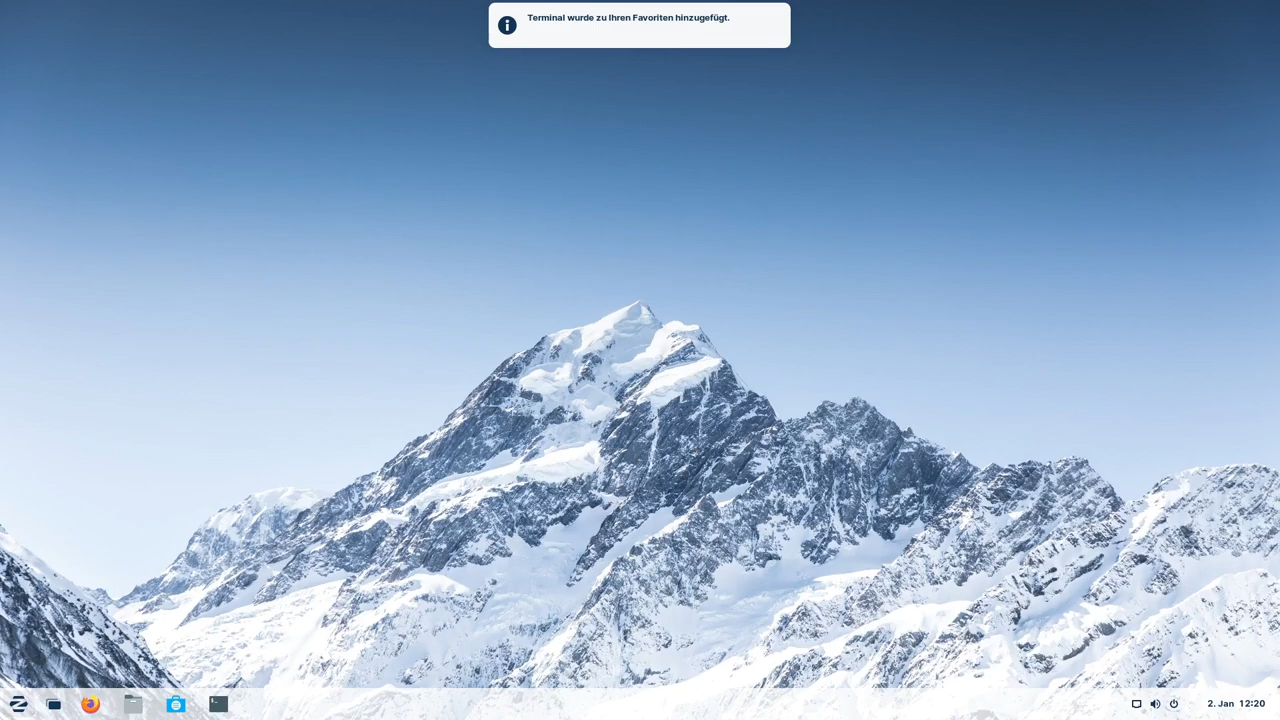 Terminal wurde zu Ihren Favoriten hinzugefügt.
2. Jan 12:20